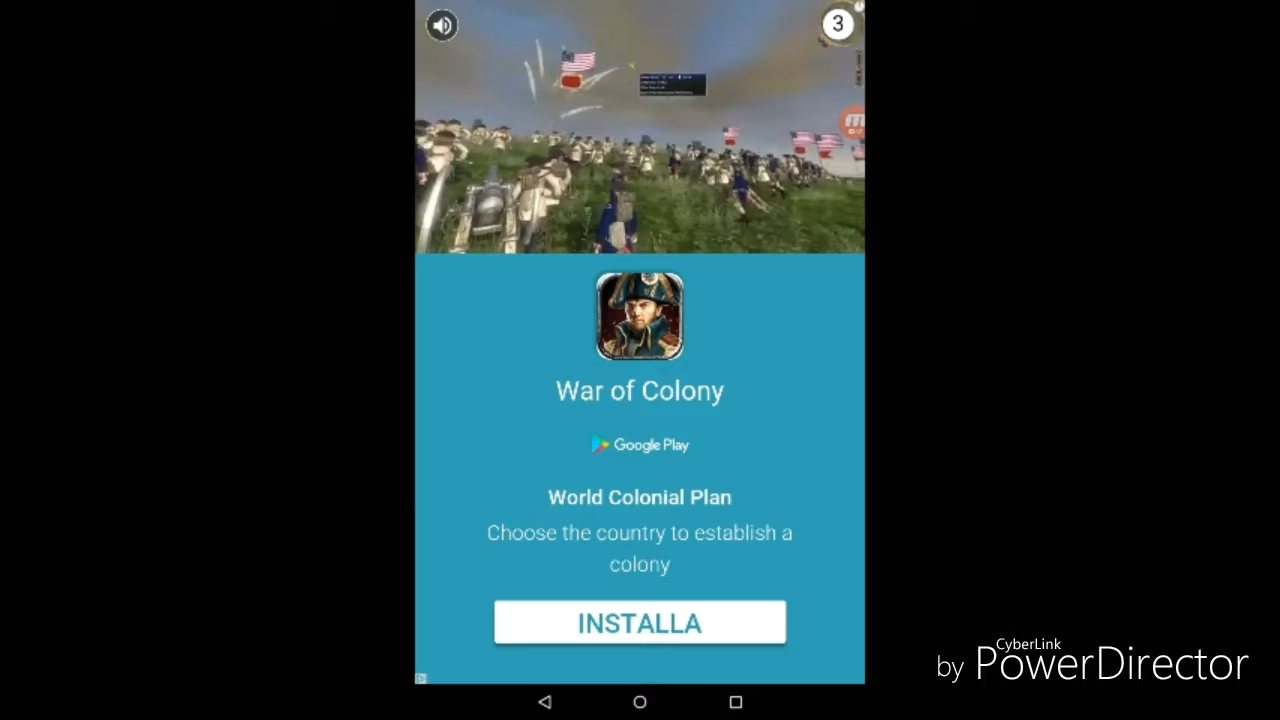 3
War of Colony
Google Play
World Colonial Plan
Choose the country to establish a
colony
INSTALLA
CyberLink
by PowerDirector